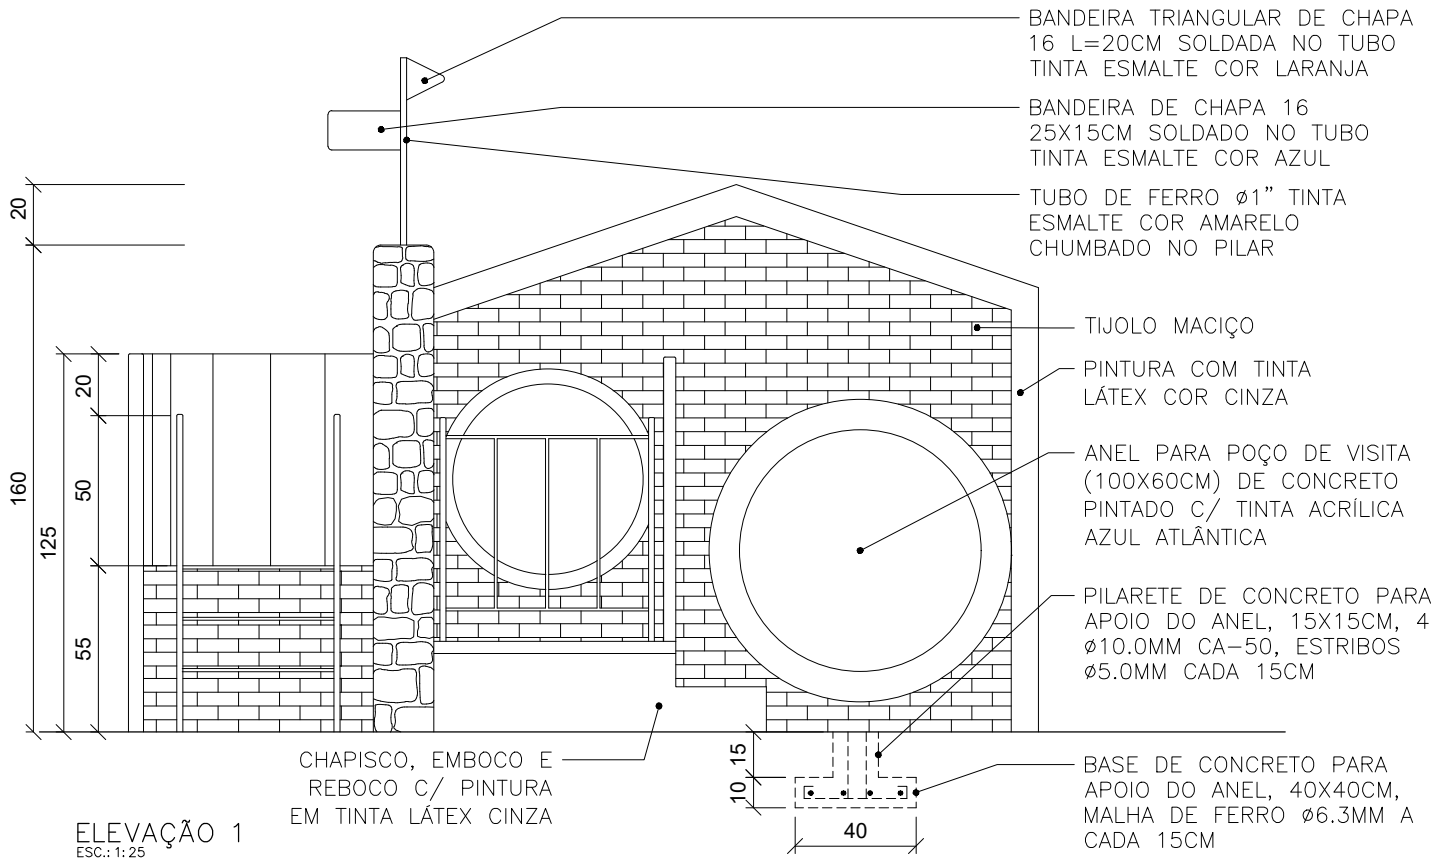 BANDEIRA TRIANGULAR DE CHAPA
16 L=20CM SOLDADA NO TUBO
TINTA ESMALTE COR LARANJA
BANDEIRA DE CHAPA 16
25X15CM SOLDADO NO TUBO
TINTA ESMALTE COR AZUL
TUBO DE FERRO ø1” TINTA
ESMALTE COR AMARELO
CHUMBADO NO PILAR
TIJOLO MACIÇO
PINTURA COM TINTA
LÁTEX COR CINZA
ANEL PARA POÇO DE VISITA
(100X60CM) DE CONCRETO
PINTADO C/ TINTA ACRÍLICA
AZUL ATLÂNTICA
PILARETE DE CONCRETO PARA
APOIO DO ANEL, 15X15CM, 4
ø10.0MM CA-50, ESTRIBOS
ø5.0MM CADA 15CM
BASE DE CONCRETO PARA
APOIO DO ANEL, 40X40CM,
MALHA DE FERRO ø6.3MM A
CADA 15CM
20
160
125
20
50
55
15
10
40
CHAPISCO, EMBOCO E
REBOCO C/ PINTURA
EM TINTA LÁTEX CINZA
ELEVAÇÃO 1
ESC.: 1:25